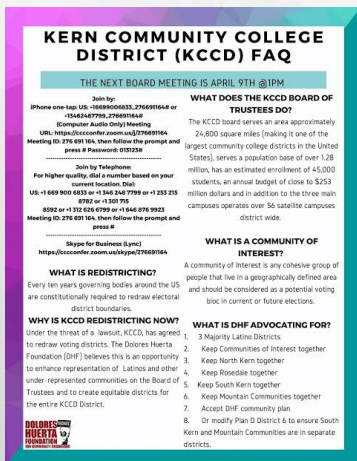 KERN COMMUNITY COLLEGE
DISTRICT (KCCD) FAQ
THE NEXT BOARD MEETING IS APRIL 9TH @1PM
Join by:
iPhone one-tap: US: +16699006833,,276691164# or
+13462487799,,276691164#
(Computer Audio Only) Meeting
URL: https://cccconfer.zoom.us/j/276691164
Meeting ID: 276 691 164, then follow the prompt and
press # Password: 013123#
Join by Telephone:
For higher quality, dial a number based on your
current location. Dial:
US: +1 669 900 6833 or +1 346 248 7799 or +1 253 215
8782 or +1 301 715
8592 or +1 312 626 6799 or +1 646 876 9923
Meeting ID: 276 691 164, then follow the prompt and
press #
Skype for Business (Lync)
https://cccconfer.zoom.us/skype/276691164
WHAT IS REDISTRICTING?
Every ten years governing bodies around the US
are constitutionally required to redraw electoral
district boundaries.
WHY IS KCCD REDISTRICTING NOW?
Under the threat of a lawsuit, KCCD, has agreed
to redraw voting districts. The Dolores Huerta
Foundation (DHF) believes this is an opportunity
to enhance representation of Latinos and other
under-represented communities on the Board of
Trustees and to create equitable districts for
the entire KCCD District.
DOLORES
HUERTA
FOUNDATION
WHAT DOES THE KCCD BOARD OF
TRUSTEES DO?
The KCCD board serves an area approximately
24,800 square miles (making it one of the
largest community college districts in the United
States), serves a population base of over 1.28
million, has an estimated enrollment of 45,000
students, an annual budget of close to $253
million dollars and in addition to the three main
campuses operates over 56 satellite campuses
district wide.
WHAT IS A COMMUNITY OF
INTEREST?
A community of interest is any cohesive group of
people that live in a geographically defined area
and should be considered as a potential voting
bloc in current or future elections.
WHAT IS DHF ADVOCATING FOR?
1. 3 Majority Latino Districts
2. Keep Communities of Interest together
3. Keep North Kern together
4. Keep Rosedale together
5. Keep South Kern together
6. Keep Mountain Communities together
7. Accept DHF community plan
8. Or modify Plan D District 6 to ensure South
Kern and Mountain Communities are in separate
districts.